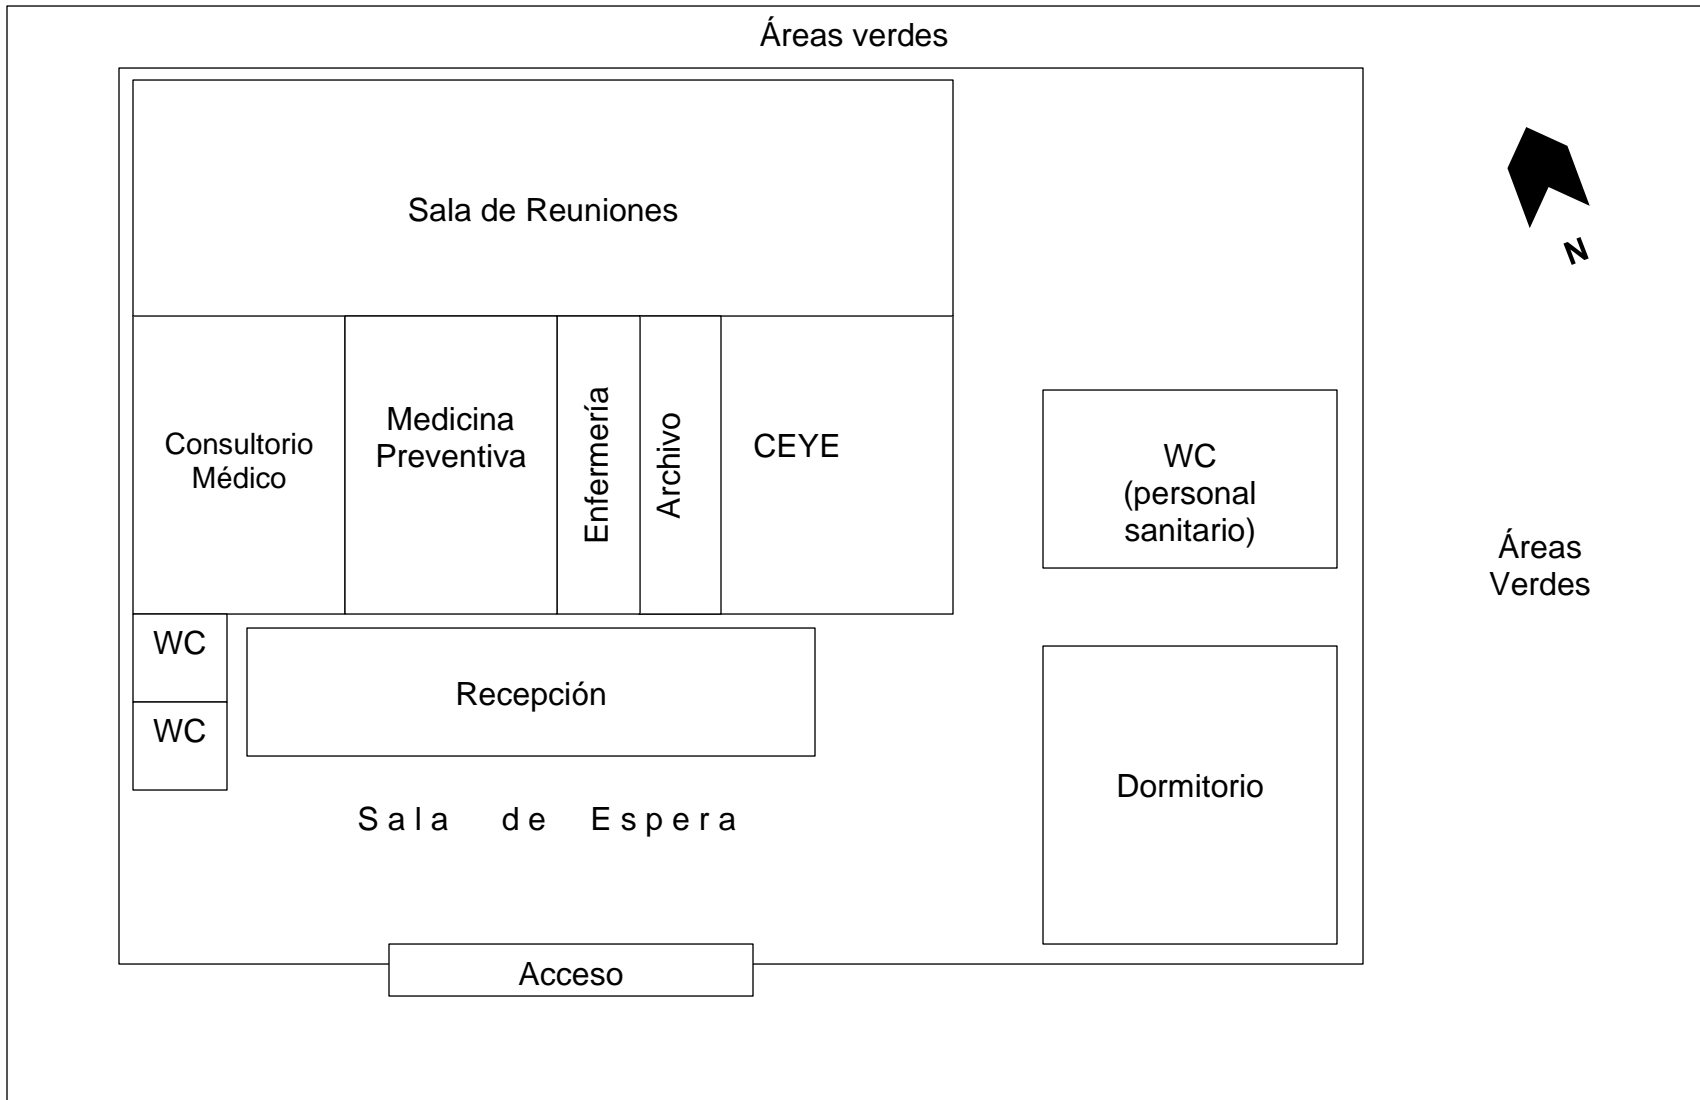 Áreas verdes
Sala de Reuniones
N
Consultorio
Médico
Medicina
Preventiva
Enfermería
Archivo
CEYE
WC
(personal
sanitario)
Áreas
Verdes
WC
WC
Recepción
Dormitorio
Sala de Espera
Acceso